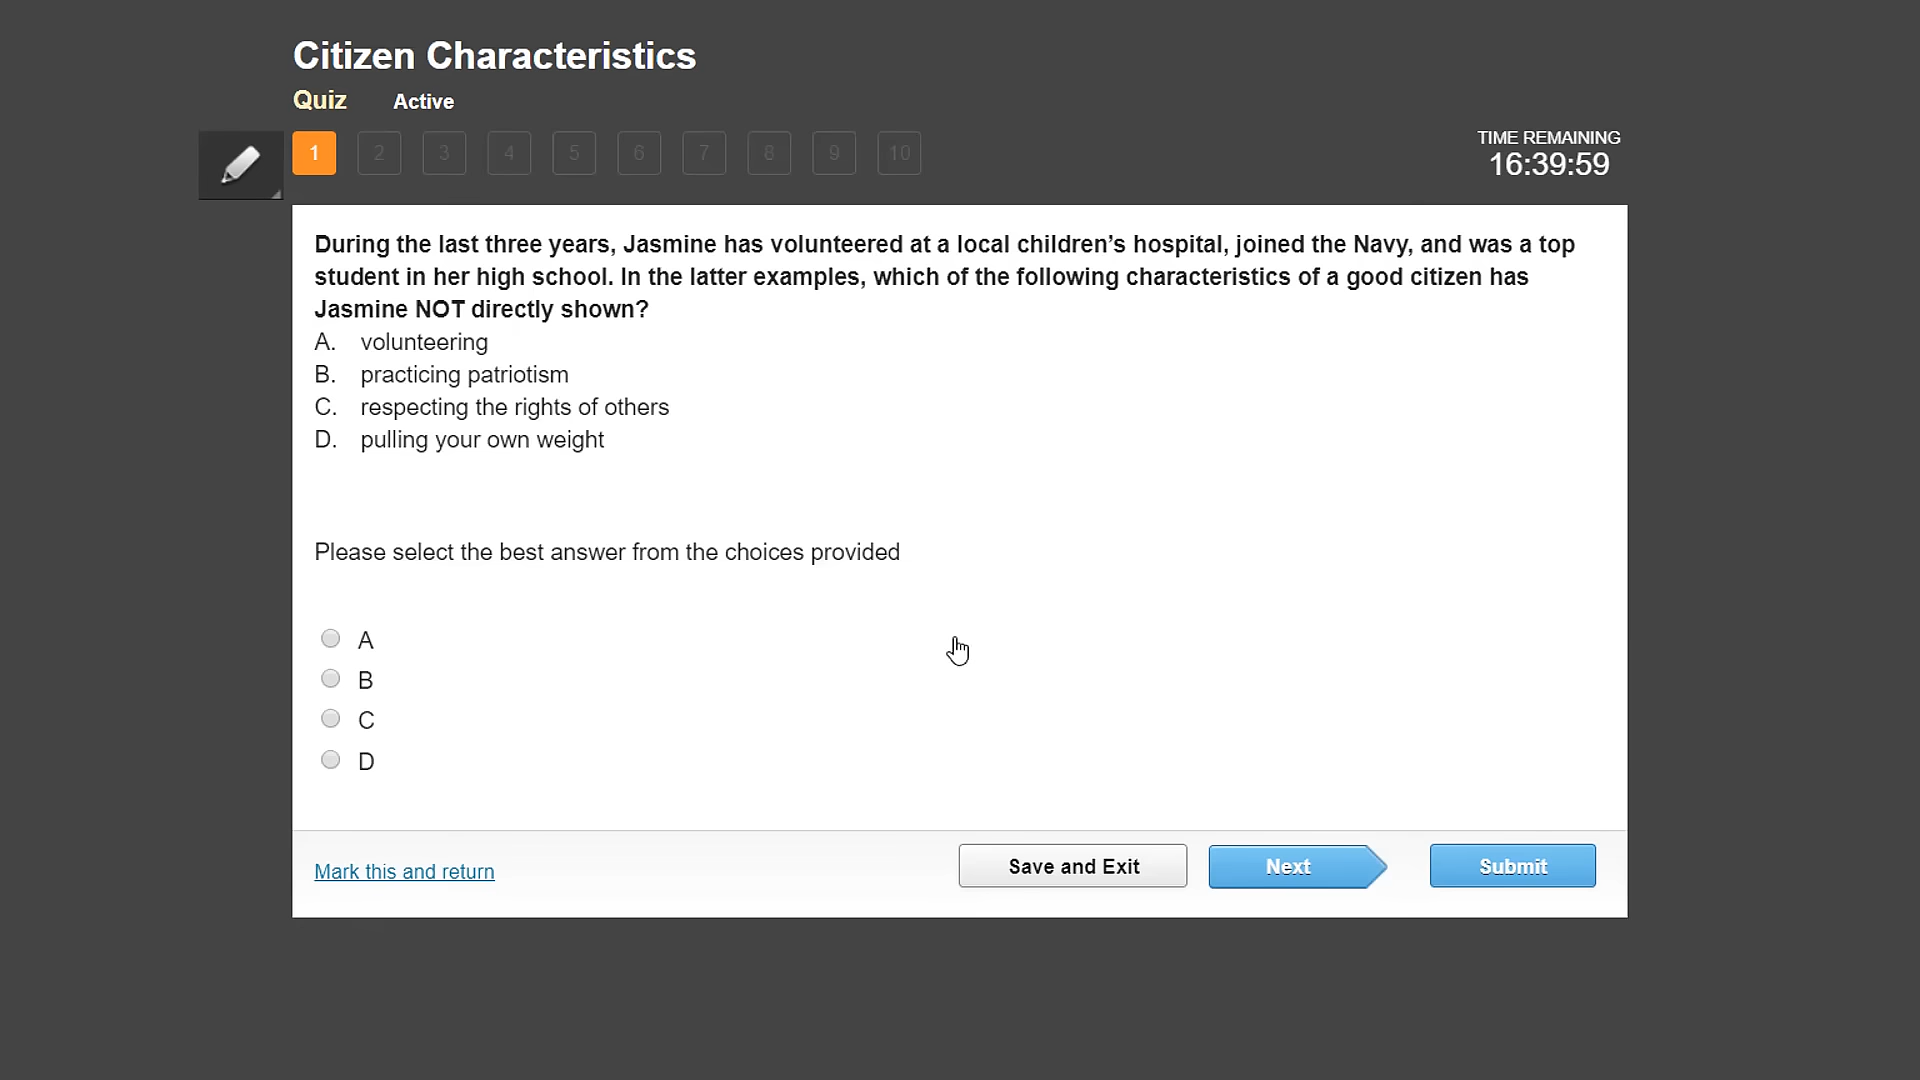 Citizen Characteristics
Quiz Active
1 2 3 4 5 6 7 8 9 10
TIME REMAINING
16:39:59
During the last three years, Jasmine has volunteered at a local children’s hospital, joined the Navy, and was a top
student in her high school. In the latter examples, which of the following characteristics of a good citizen has
Jasmine NOT directly shown?
A. volunteering
B. practicing patriotism
C. respecting the rights of others
D. pulling your own weight
Please select the best answer from the choices provided
A
B
C
D
Mark this and return
Save and Exit
Next
Submit